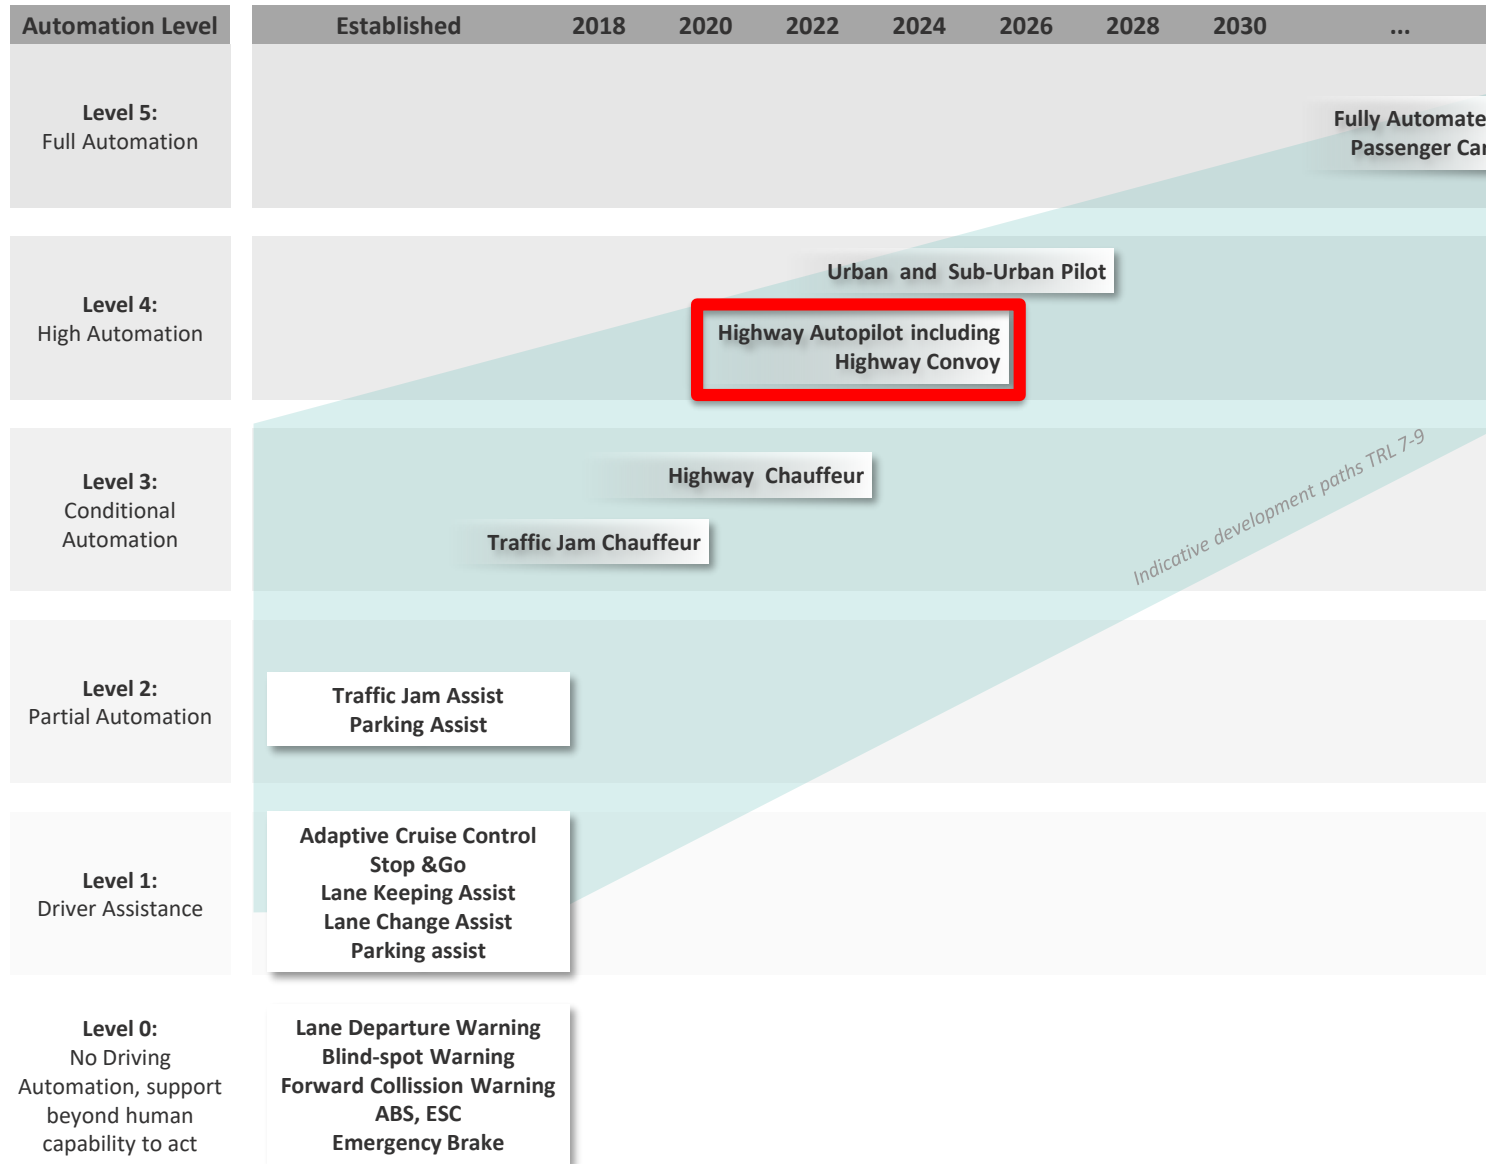 Automation Level
Established 2018 2020 2022 2024 2026 2028 2030 ...
Level 5:
Full Automation
Fully Automate
Passenger Car
Level 4:
High Automation
Urban and Sub-Urban Pilot
Highway Autopilot including
Highway Convoy
Level 3:
Conditional
Automation
Highway Chauffeur
Traffic Jam Chauffeur
Indicative development paths TRL 7-9
Level 2:
Partial Automation
Traffic Jam Assist
Parking Assist
Level 1:
Driver Assistance
Adaptive Cruise Control
Stop &Go
Lane Keeping Assist
Lane Change Assist
Parking assist
Level 0:
No Driving
Automation, support
beyond human
capability to act
Lane Departure Warning
Blind-spot Warning
Forward Collission Warning
ABS, ESC
Emergency Brake